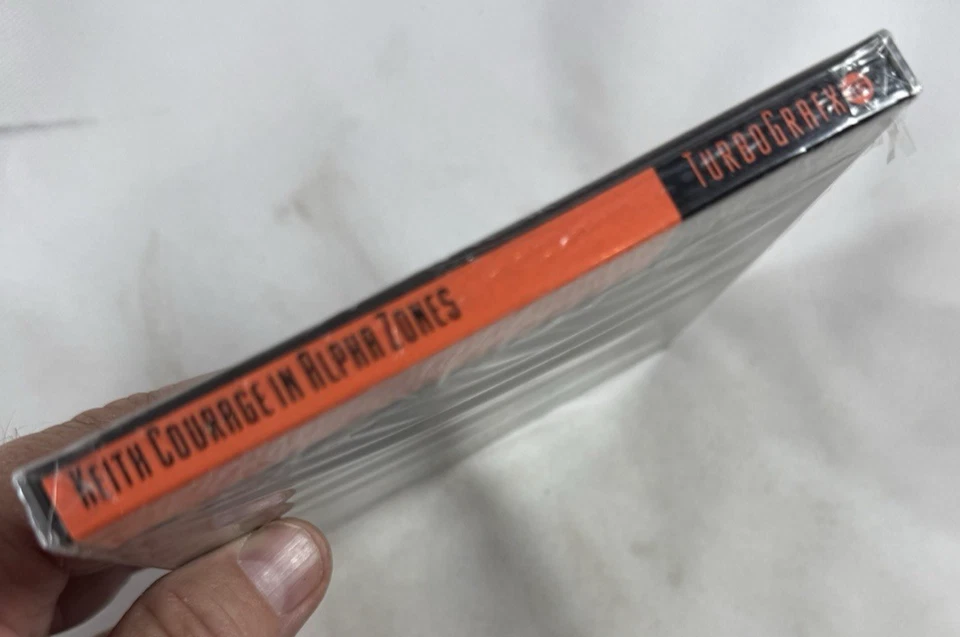 KEITH COURAGE IN ALPHA ZONES
TURBOGRAFX